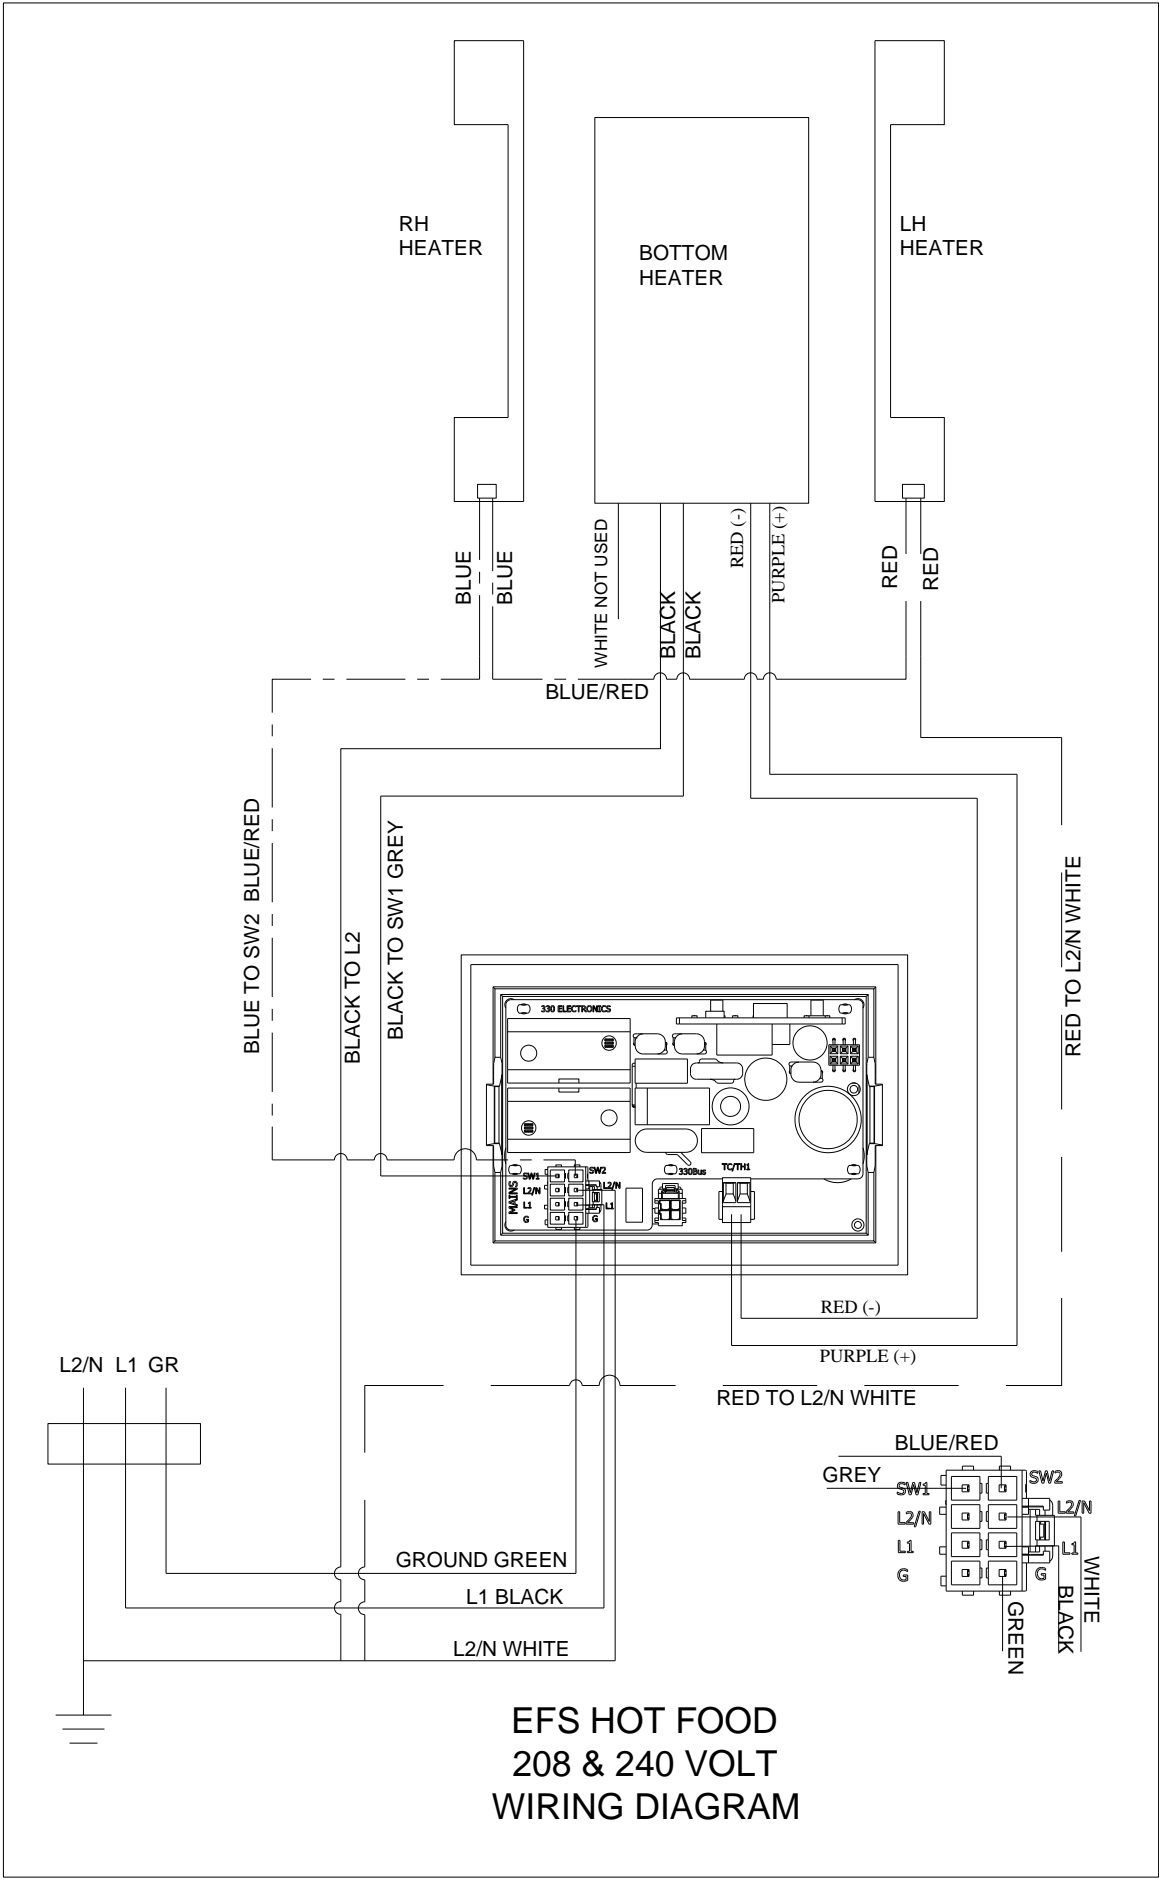 RH
HEATER
BOTTOM
HEATER
LH
HEATER
BLUE
BLUE
WHITE NOT USED
BLACK
BLACK
RED (-)
PURPLE (+)
RED
RED
BLUE/RED
BLUE TO SW2 BLUE/RED
BLACK TO L2
BLACK TO SW1 GREY
RED TO L2/N WHITE
330 ELECTRONICS
MAINS
SW1
L2/N
L1
G
SW2
L2/N
L1
G
330Bus
TC/TH1
RED (-)
PURPLE (+)
RED TO L2/N WHITE
L2/N L1 GR
GROUND GREEN
L1 BLACK
L2/N WHITE
BLUE/RED
GREY
SW1
L2/N
L1
G
SW2
L2/N
L1
G
WHITE
BLACK
GREEN
EFS HOT FOOD
208 & 240 VOLT
WIRING DIAGRAM